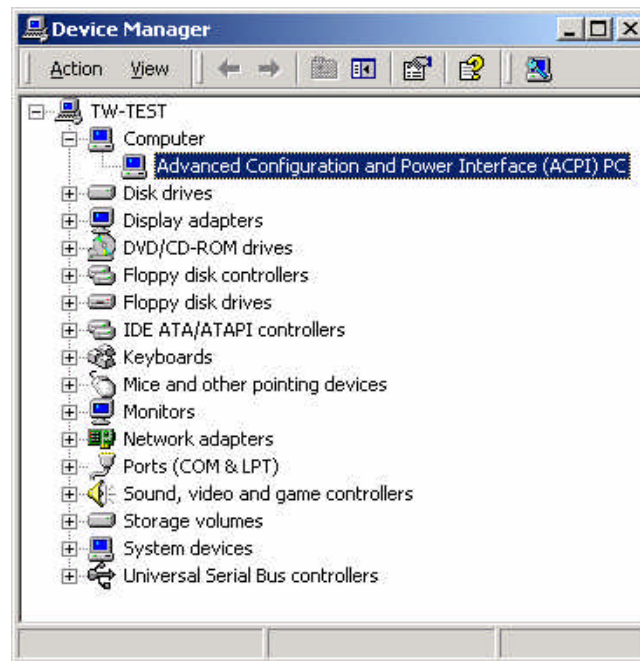 Device Manager
Action View
TW-TEST
Computer
Advanced Configuration and Power Interface (ACPI) PC
Disk drives
Display adapters
DVD/CD-ROM drives
Floppy disk controllers
Floppy disk drives
IDE ATA/ATAPI controllers
Keyboards
Mice and other pointing devices
Monitors
Network adapters
Ports (COM & LPT)
Sound, video and game controllers
Storage volumes
System devices
Universal Serial Bus controllers